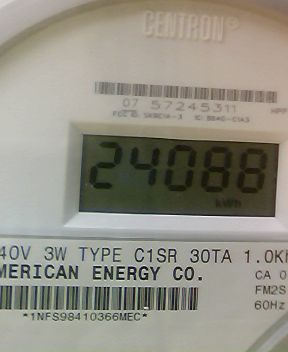 CENTRON®
07 57245311
24088
kWh
40V 3W TYPE C1SR 30TA 1.0Kh
MERICAN ENERGY CO.
CA 0
FM2S
60Hz
*1NFS98410366MEC*